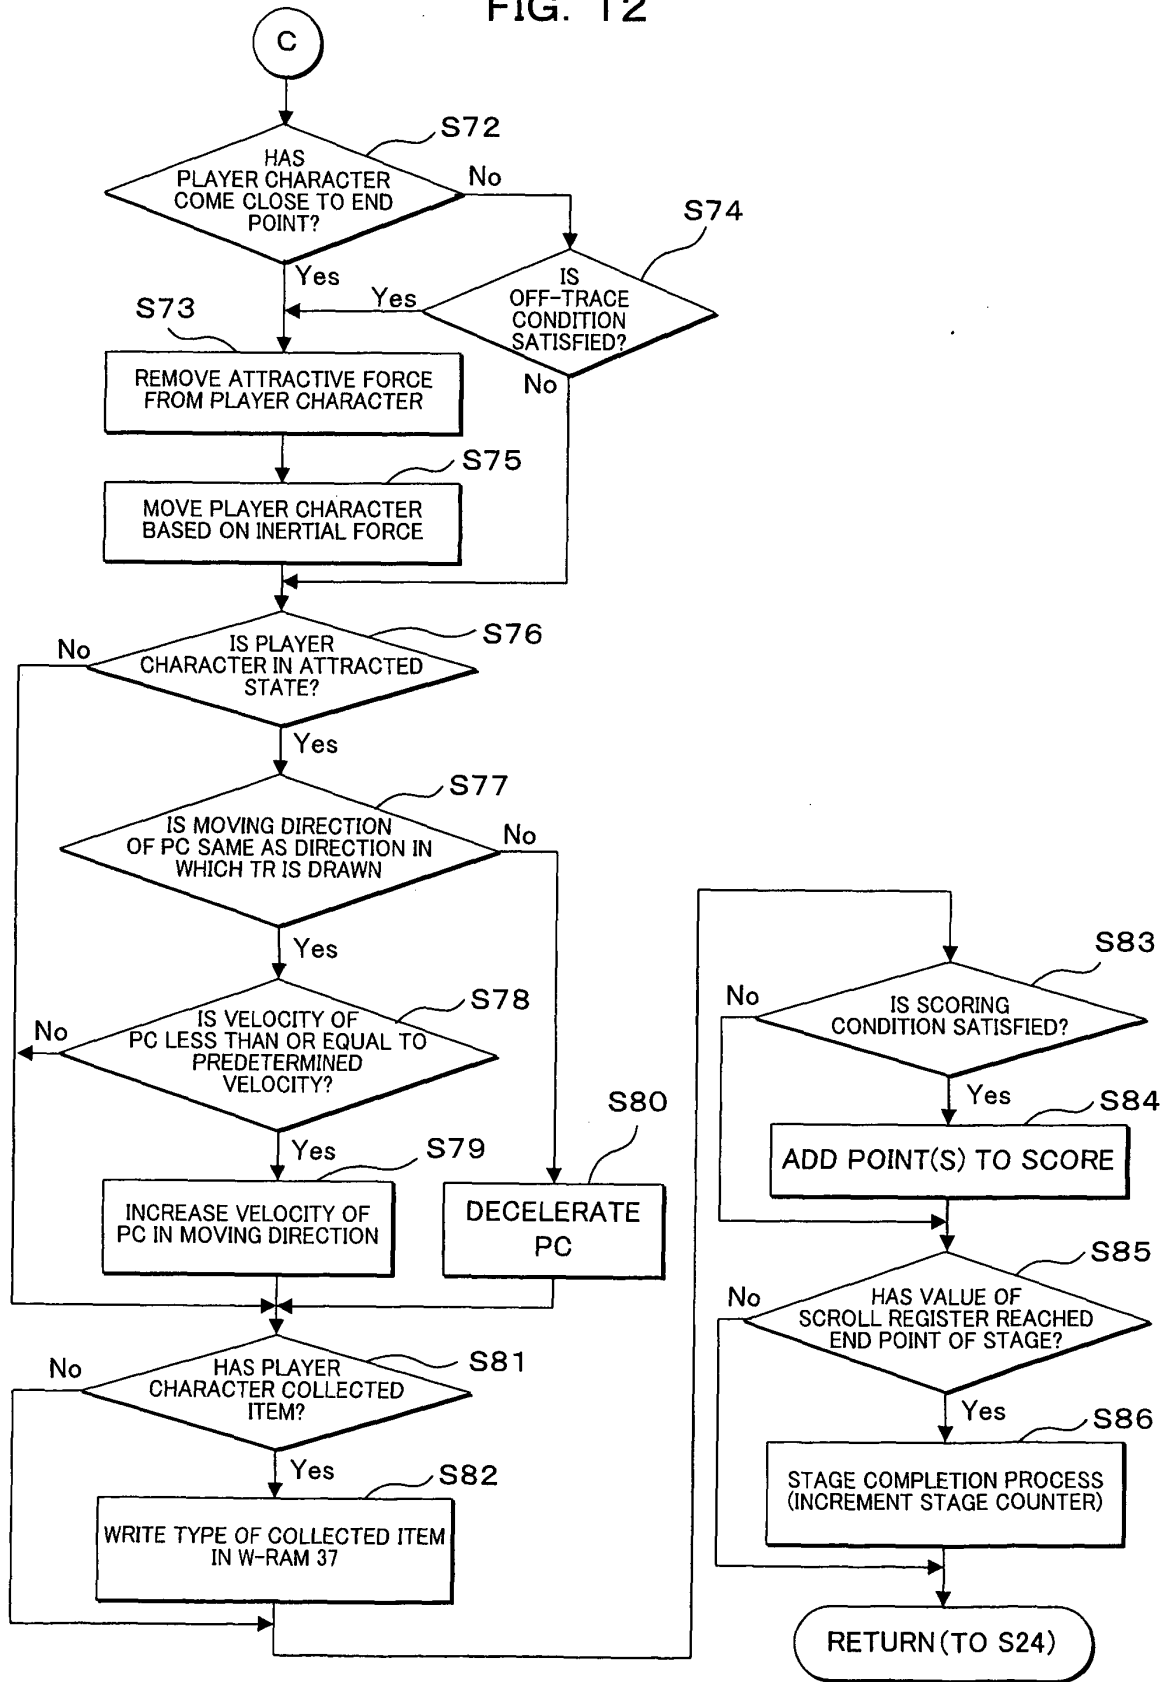 FIG. 12
C
S72
HAS
PLAYER CHARACTER
COME CLOSE TO END
POINT?
No
Yes
S74
IS
OFF-TRACE
CONDITION
SATISFIED?
Yes
No
S73
REMOVE ATTRACTIVE FORCE
FROM PLAYER CHARACTER
S75
MOVE PLAYER CHARACTER
BASED ON INERTIAL FORCE
S76
IS PLAYER
CHARACTER IN ATTRACTED
STATE?
No
Yes
S77
IS MOVING DIRECTION
OF PC SAME AS DIRECTION IN
WHICH TR IS DRAWN
No
Yes
S78
IS VELOCITY OF
PC LESS THAN OR EQUAL TO
PREDETERMINED
VELOCITY?
No
Yes
S79
INCREASE VELOCITY OF
PC IN MOVING DIRECTION
S80
DECELERATE
PC
S81
HAS PLAYER
CHARACTER COLLECTED
ITEM?
No
Yes
S82
WRITE TYPE OF COLLECTED ITEM
IN W-RAM 37
S83
IS SCORING
CONDITION SATISFIED?
No
Yes
S84
ADD POINT(S) TO SCORE
S85
HAS VALUE OF
SCROLL REGISTER REACHED
END POINT OF STAGE?
No
Yes
S86
STAGE COMPLETION PROCESS
(INCREMENT STAGE COUNTER)
RETURN(TO S24)